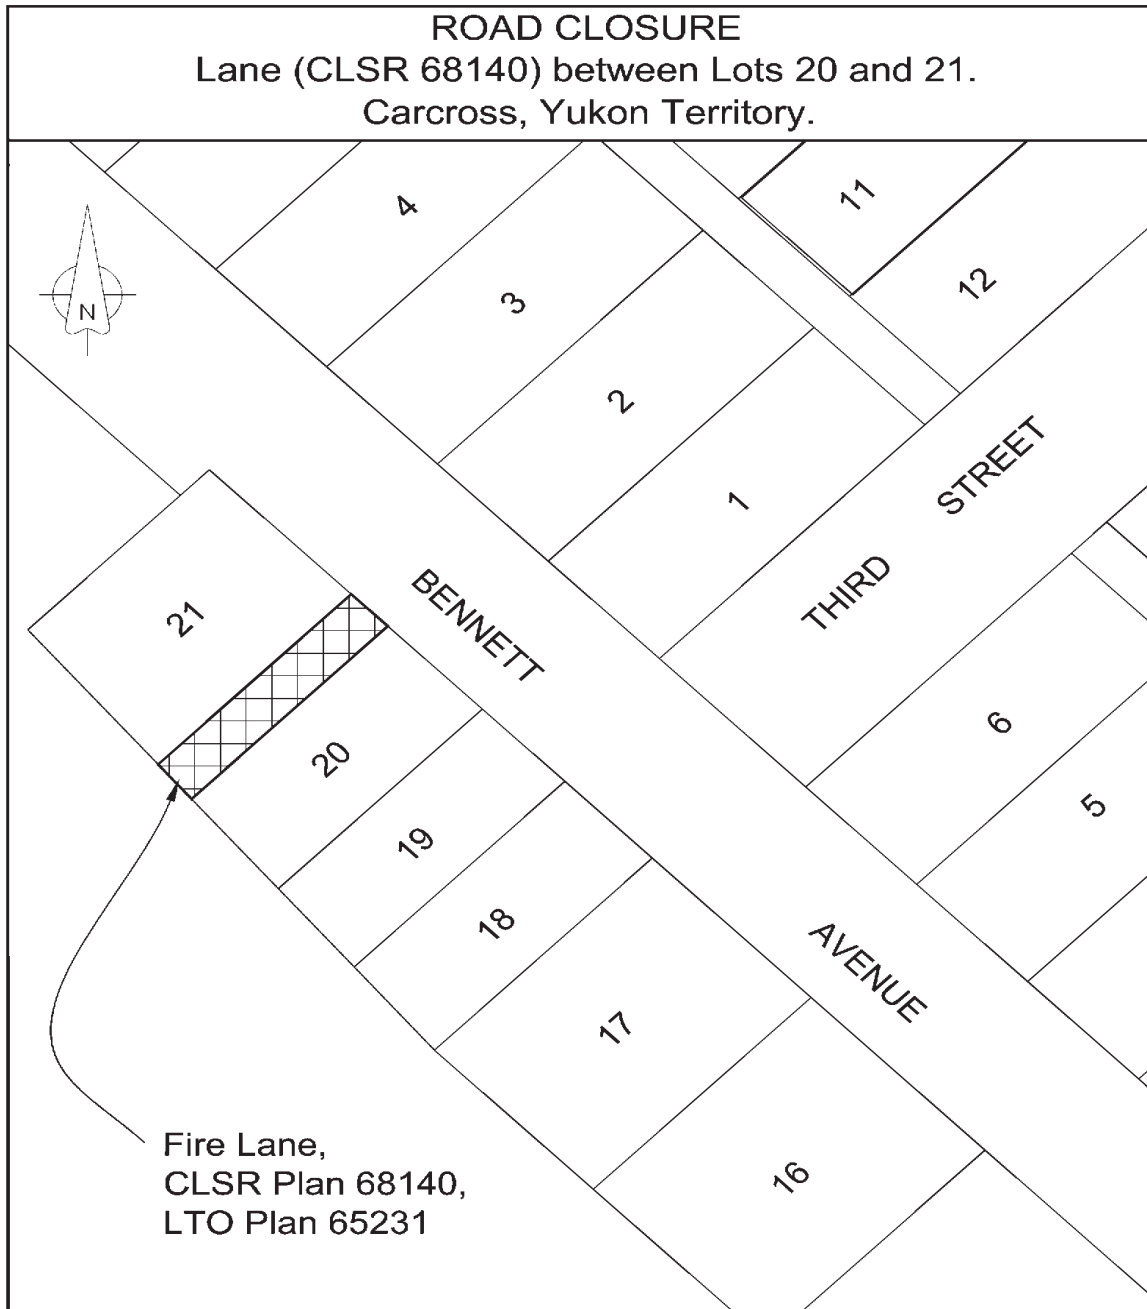 ROAD CLOSURE
Lane (CLSR 68140) between Lots 20 and 21.
Carcross, Yukon Territory.
4
11
3
12
N
2
1
THIRD STREET
21
BENNETT AVENUE
6
20
5
19
18
17
16
Fire Lane,
CLSR Plan 68140,
LTO Plan 65231